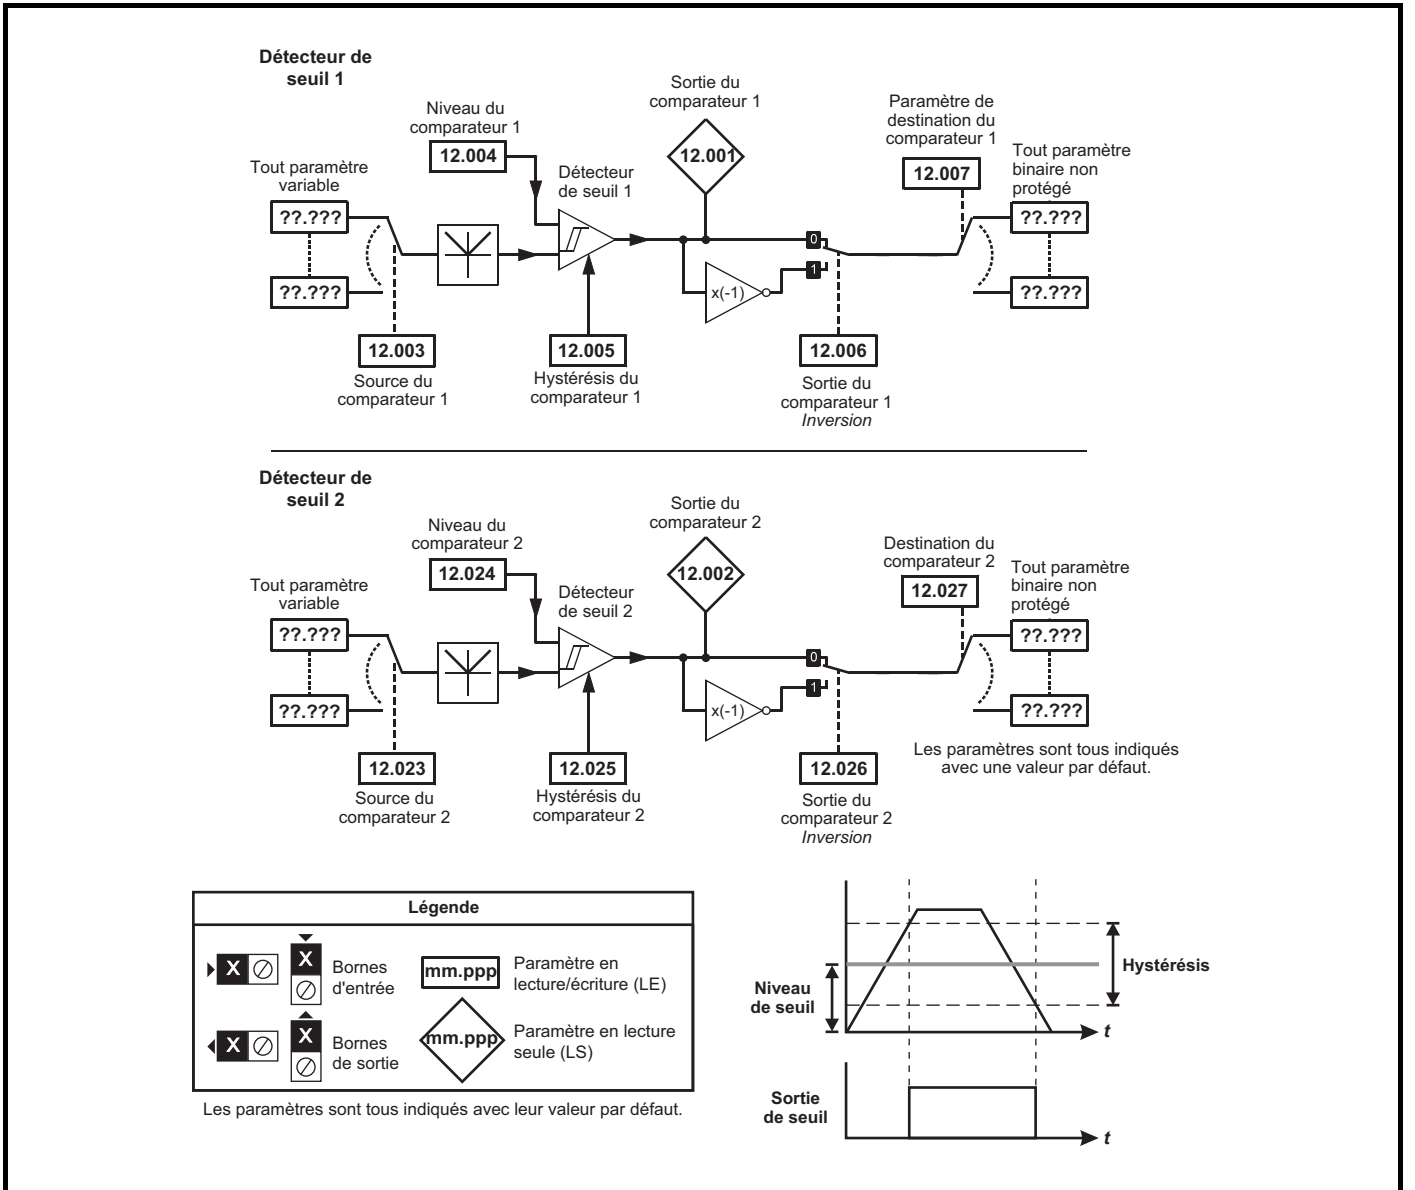 Détecteur de
seuil 1
Sortie du
comparateur 1
Niveau du
comparateur 1
Paramètre de
destination du
comparateur 1
12.004
12.001
Tout paramètre
variable
Détecteur
de seuil 1
12.007
Tout paramètre
binaire non
protégé
??.???
??.???
0
1
x(-1)
??.???
??.???
12.003
12.005
12.006
Source du
comparateur 1
Hystérésis du
comparateur 1
Sortie du
comparateur 1
Inversion
Détecteur de
seuil 2
Sortie du
comparateur 2
Niveau du
comparateur 2
Destination du
comparateur 2
12.024
12.002
12.027
Tout paramètre
variable
Détecteur
de seuil 2
Tout paramètre
binaire non
protégé
??.???
??.???
0
1
x(-1)
??.???
??.???
12.023
12.025
12.026
Les paramètres sont tous indiqués
avec une valeur par défaut.
Source du
comparateur 2
Hystérésis du
comparateur 2
Sortie du
comparateur 2
Inversion
Légende
X
X
Bornes
d'entrée
mm.ppp
Paramètre en
lecture/écriture (LE)
X
X
Bornes
de sortie
mm.ppp
Paramètre en lecture
seule (LS)
Les paramètres sont tous indiqués avec leur valeur par défaut.
Niveau
de seuil
Hystérésis
t
Sortie
de seuil
t